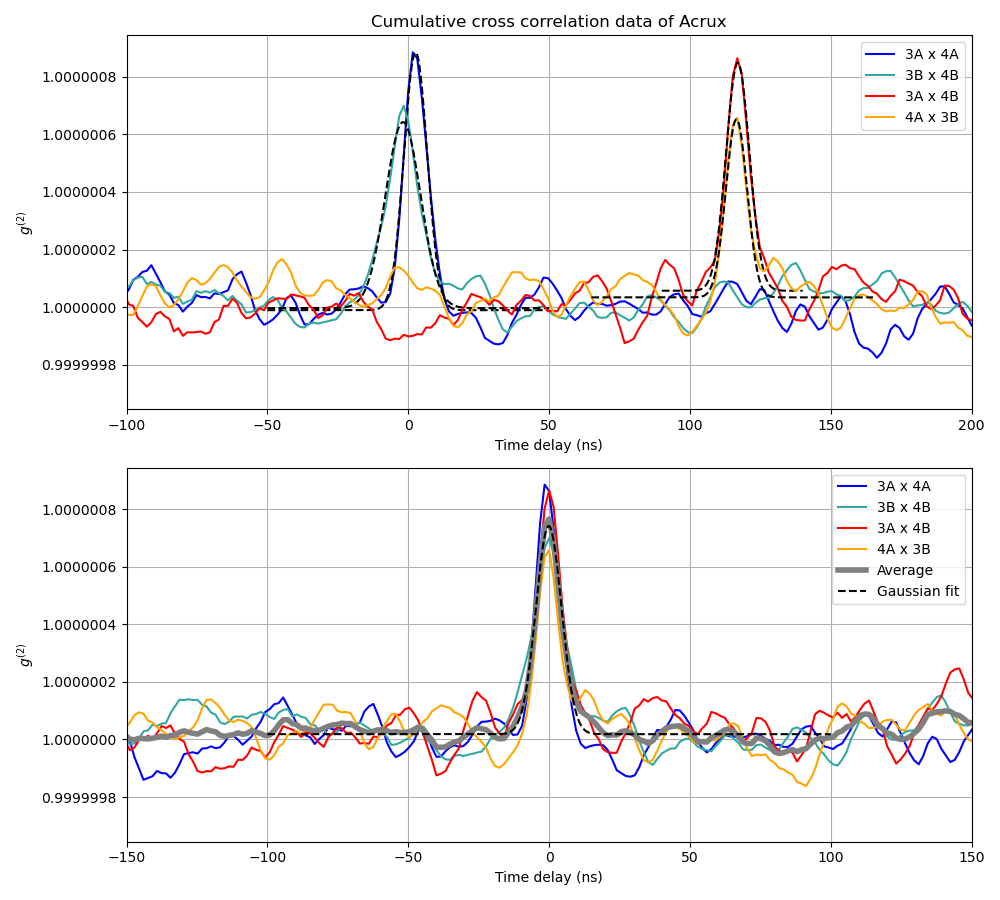 Cumulative cross correlation data of Acrux
1.0000008
1.0000006
1.0000004
1.0000002
1.0000000
0.9999998
g(2)
3A x 4A
3B x 4B
3A x 4B
4A x 3B
−100 −50 0 50 100 150 200
Time delay (ns)
1.0000008
1.0000006
1.0000004
1.0000002
1.0000000
0.9999998
g(2)
3A x 4A
3B x 4B
3A x 4B
4A x 3B
Average
Gaussian fit
−150 −100 −50 0 50 100 150
Time delay (ns)